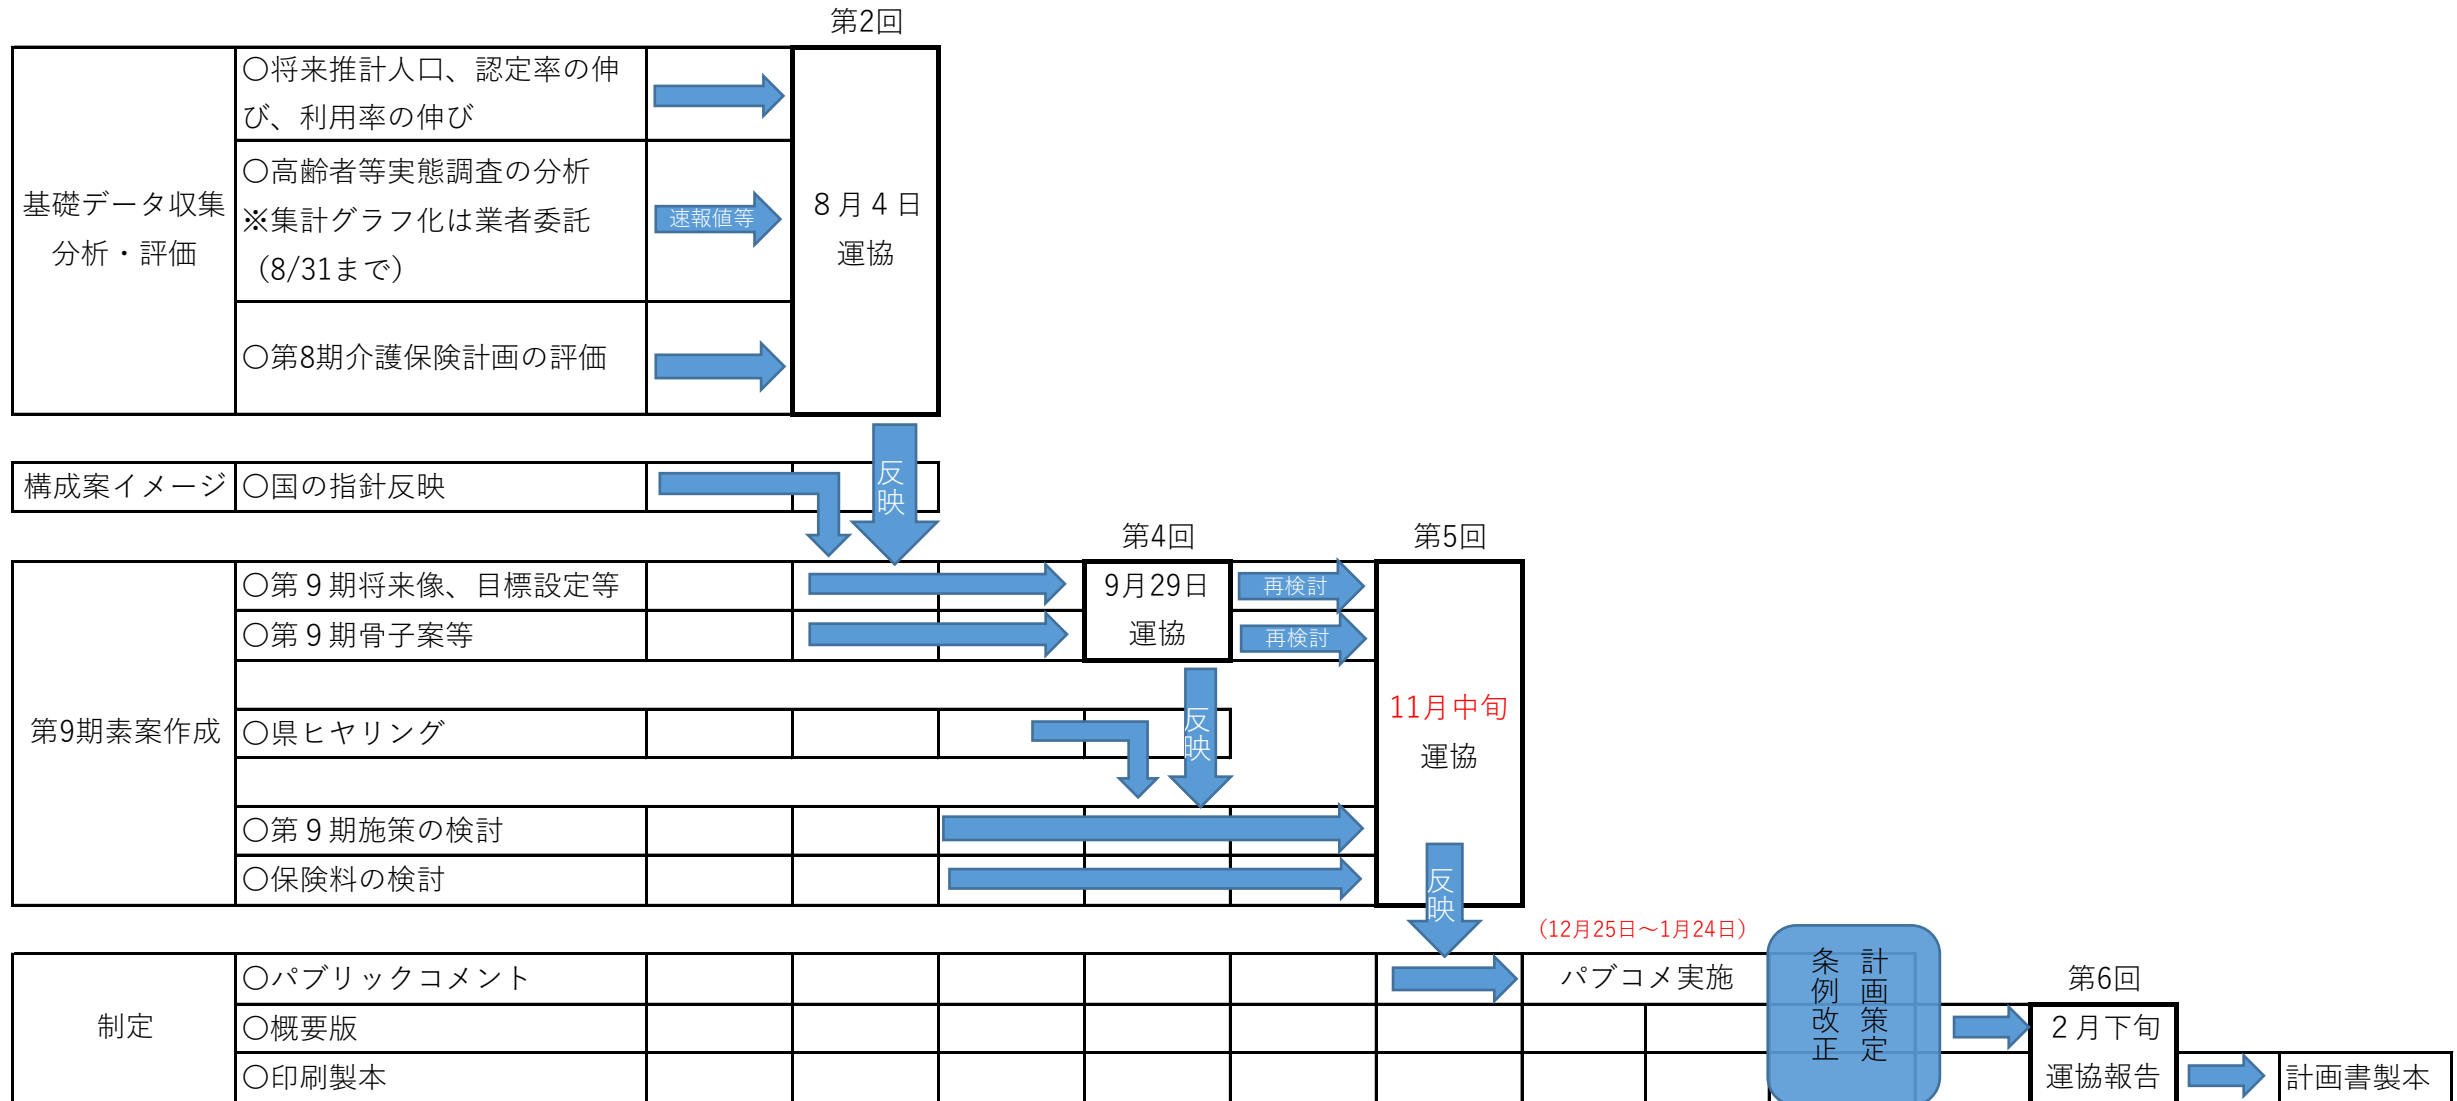 第2回
基礎データ収集
分析・評価
〇将来推計人口、認定率の伸
び、利用率の伸び
〇高齢者等実態調査の分析
※集計グラフ化は業者委託
（8/31まで）
速報値等
〇第8期介護保険計画の評価
８月４日
運協
反映
構成案イメージ
〇国の指針反映
第4回
第5回
第9期素案作成
〇第９期将来像、目標設定等
〇第９期骨子案等
9月29日
運協
再検討
再検討
〇県ヒヤリング
反映
11月中旬
運協
〇第９期施策の検討
〇保険料の検討
反映
（12月25日～1月24日）
制定
〇パブリックコメント
パブコメ実施
〇概要版
〇印刷製本
計画策定
条例改正
第6回
２月下旬
運協報告
計画書製本